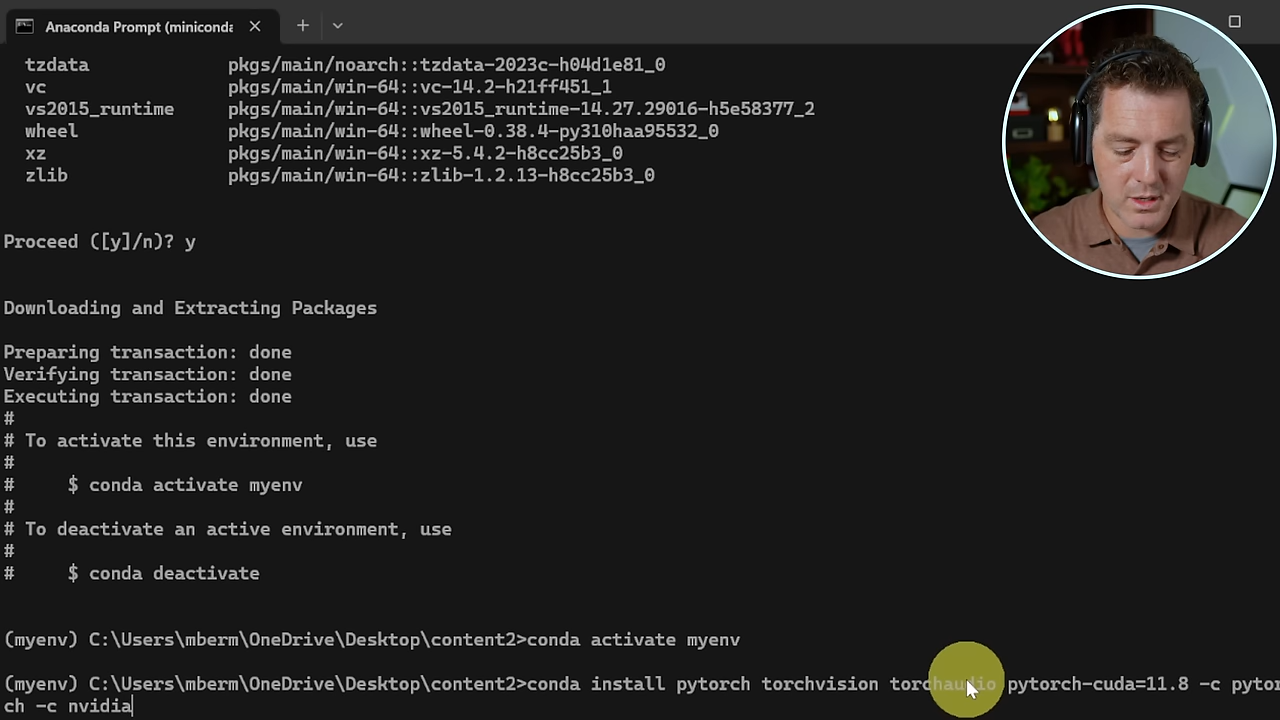 Anaconda Prompt (miniconda
tzdata pkgs/main/noarch::tzdata-2023c-h04d1e81_0
vc pkgs/main/win-64::vc-14.2-h21ff451_1
vs2015_runtime pkgs/main/win-64::vs2015_runtime-14.27.29016-h5e58377_2
wheel pkgs/main/win-64::wheel-0.38.4-py310haa95532_0
xz pkgs/main/win-64::xz-5.4.2-h8cc25b3_0
zlib pkgs/main/win-64::zlib-1.2.13-h8cc25b3_0
Proceed ([y]/n)? y
Downloading and Extracting Packages
Preparing transaction: done
Verifying transaction: done
Executing transaction: done
#
# To activate this environment, use
#
# $ conda activate myenv
#
# To deactivate an active environment, use
#
# $ conda deactivate
(myenv) C:\Users\mberm\OneDrive\Desktop\content2>conda activate myenv
(myenv) C:\Users\mberm\OneDrive\Desktop\content2>conda install pytorch torchvision torchaudio pytorch-cuda=11.8 -c pytor
ch -c nvidia